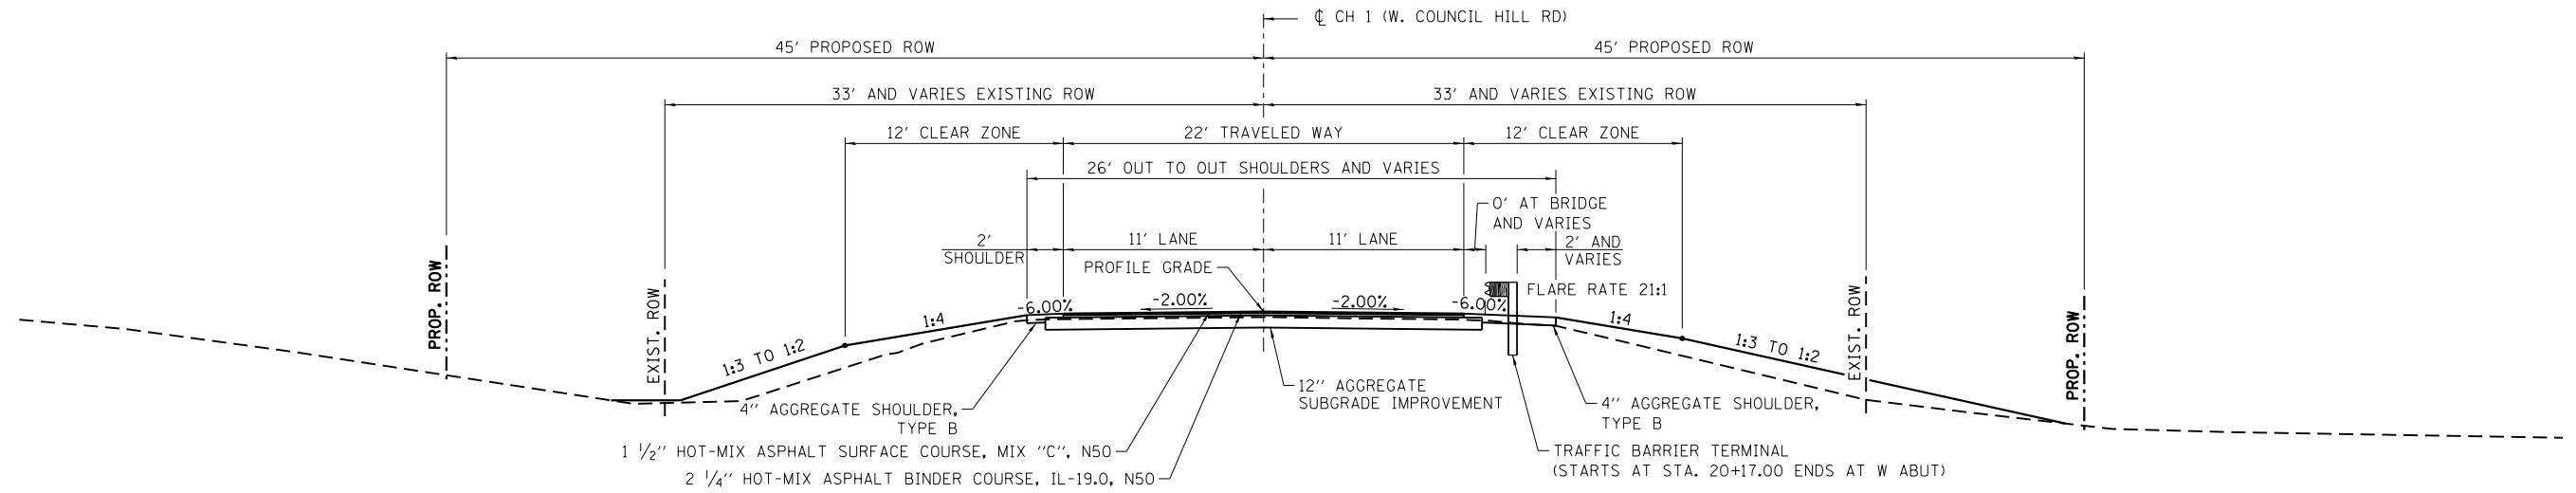 ℄ CH 1 (W. COUNCIL HILL RD)
45' PROPOSED ROW
45' PROPOSED ROW
33' AND VARIES EXISTING ROW
33' AND VARIES EXISTING ROW
12' CLEAR ZONE
22' TRAVELED WAY
12' CLEAR ZONE
26' OUT TO OUT SHOULDERS AND VARIES
0' AT BRIDGE
AND VARIES
2'
SHOULDER
11' LANE
11' LANE
2' AND
VARIES
PROFILE GRADE
PROP. ROW
EXIST. ROW
-6.00%
-2.00%
-2.00%
-6.00%
FLARE RATE 21:1
EXIST. ROW
PROP. ROW
1:4
1:4
1:3 TO 1:2
1:3 TO 1:2
12'' AGGREGATE
SUBGRADE IMPROVEMENT
4'' AGGREGATE SHOULDER,
TYPE B
4'' AGGREGATE SHOULDER,
TYPE B
1 1/2'' HOT-MIX ASPHALT SURFACE COURSE, MIX "C", N50
2 1/4'' HOT-MIX ASPHALT BINDER COURSE, IL-19.0, N50
TRAFFIC BARRIER TERMINAL
(STARTS AT STA. 20+17.00 ENDS AT W ABUT)